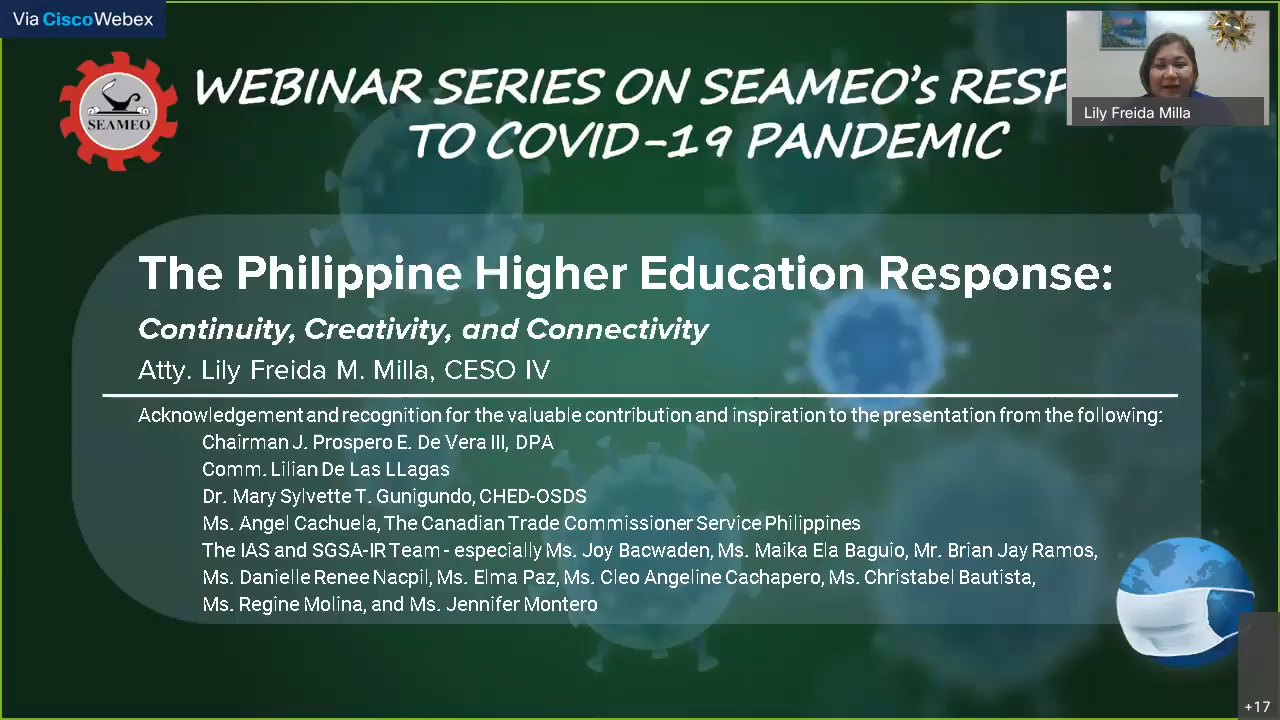 Via CiscoWebex
WEBINAR SERIES ON SEAMEO's RESP
TO COVID-19 PANDEMIC
SEAMEO
Lily Freida Milla
The Philippine Higher Education Response:
Continuity, Creativity, and Connectivity
Atty. Lily Freida M. Milla, CESO IV
Acknowledgement and recognition for the valuable contribution and inspiration to the presentation from the following:
Chairman J. Prospero E. De Vera III, DPA
Comm. Lilian De Las LLagas
Dr. Mary Sylvette T. Gunigundo, CHED-OSDS
Ms. Angel Cachuela, The Canadian Trade Commissioner Service Philippines
The IAS and SGSA-IR Team - especially Ms. Joy Bacwaden, Ms. Maika Ela Baguio, Mr. Brian Jay Ramos,
Ms. Danielle Renee Nacpil, Ms. Elma Paz, Ms. Cleo Angeline Cachapero, Ms. Christabel Bautista,
Ms. Regine Molina, and Ms. Jennifer Montero
+17